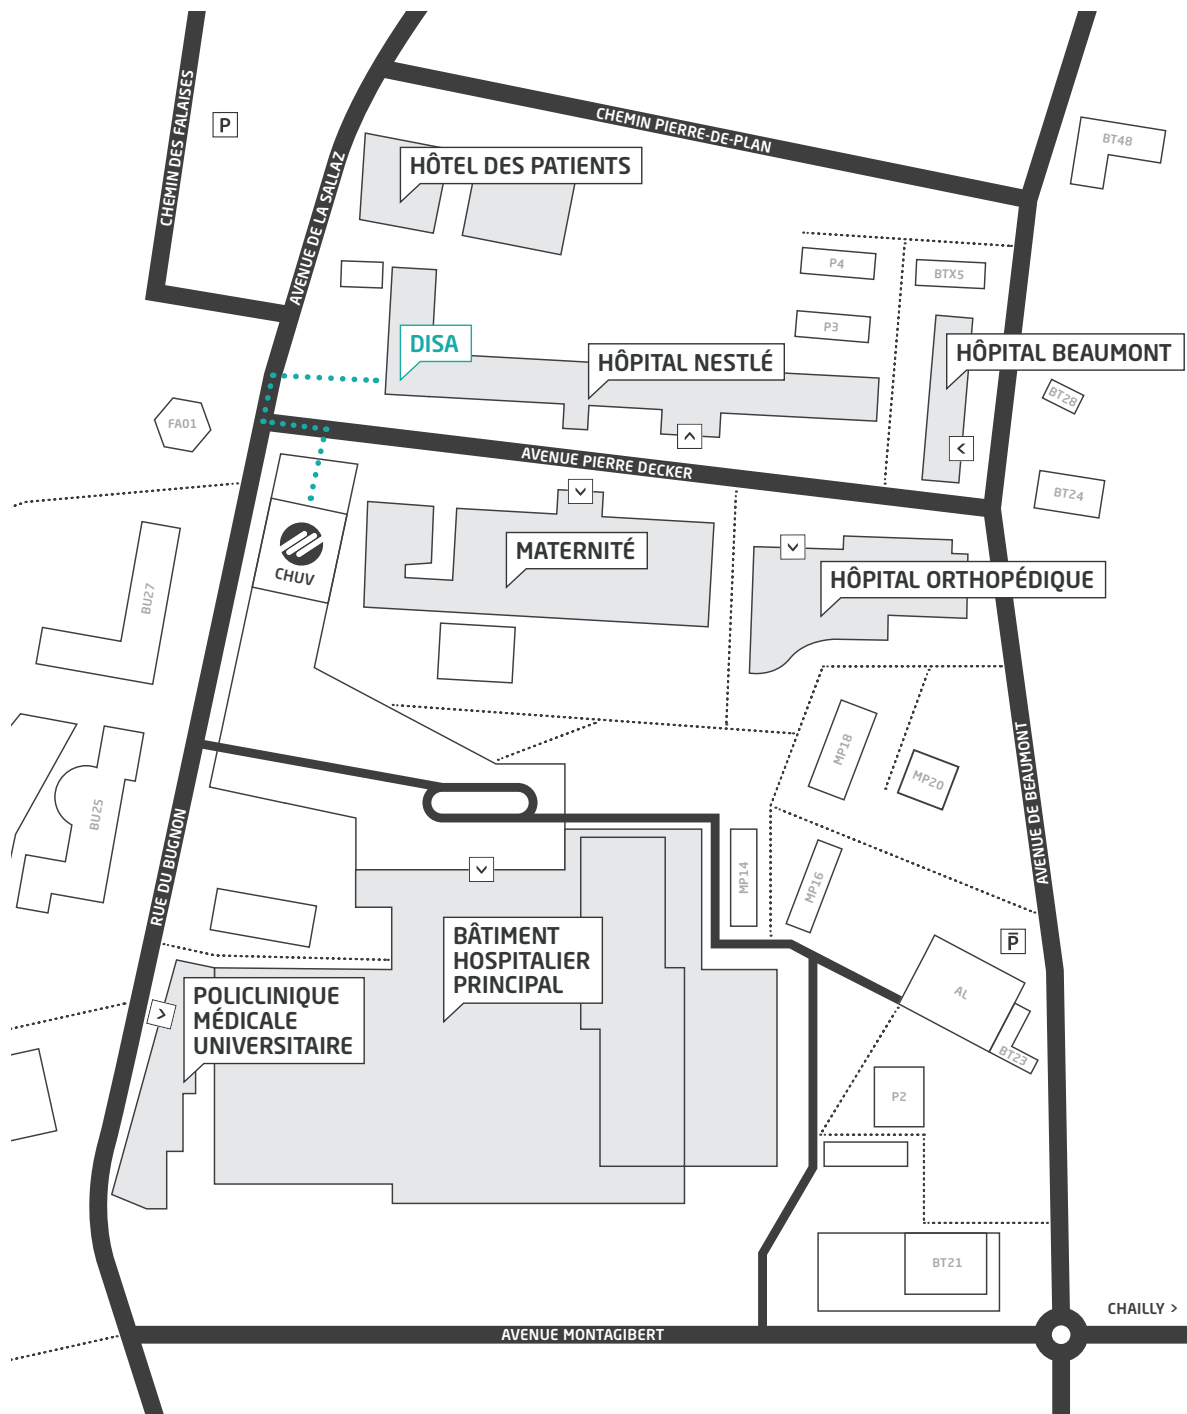 CHEMIN DES FALAISES
P
AVENUE DE LA SALLAZ
CHEMIN PIERRE-DE-PLAN
BT48
HÔTEL DES PATIENTS
P4
BTX5
P3
DISA
HÔPITAL NESTLÉ
HÔPITAL BEAUMONT
BT28
FA01
AVENUE PIERRE DECKER
BT24
CHUV
MATERNITÉ
HÔPITAL ORTHOPÉDIQUE
BU27
MP18
MP20
AVENUE DE BEAUMONT
BU25
RUE DU BUGNON
MP14
MP16
BÂTIMENT
HOSPITALIER
PRINCIPAL
P
AL
POLICLINIQUE
MÉDICALE
UNIVERSITAIRE
BT23
P2
BT21
CHAILLY >
AVENUE MONTAGIBERT